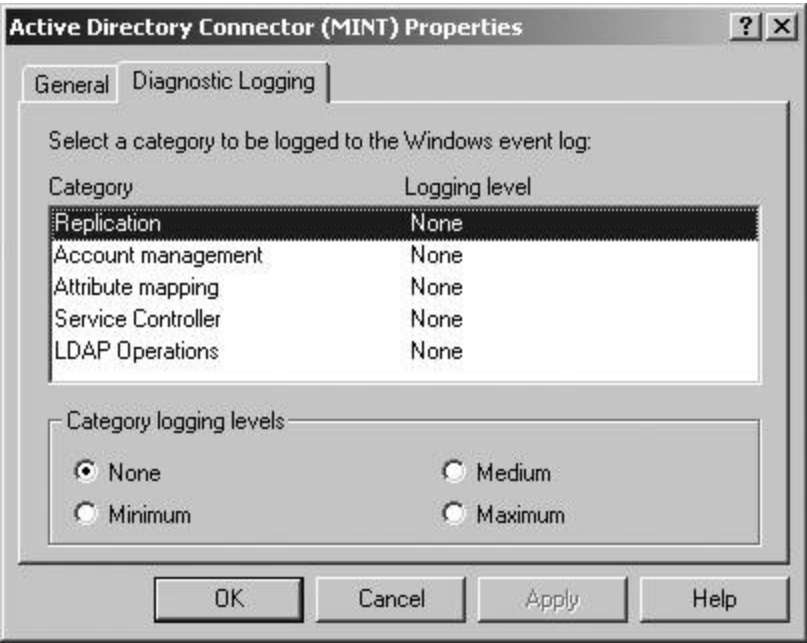 Active Directory Connector (MINT) Properties
General Diagnostic Logging
Select a category to be logged to the Windows event log:
Category Logging level
Replication None
Account management None
Attribute mapping None
Service Controller None
LDAP Operations None
Category logging levels
None Medium
Minimum Maximum
OK Cancel Apply Help